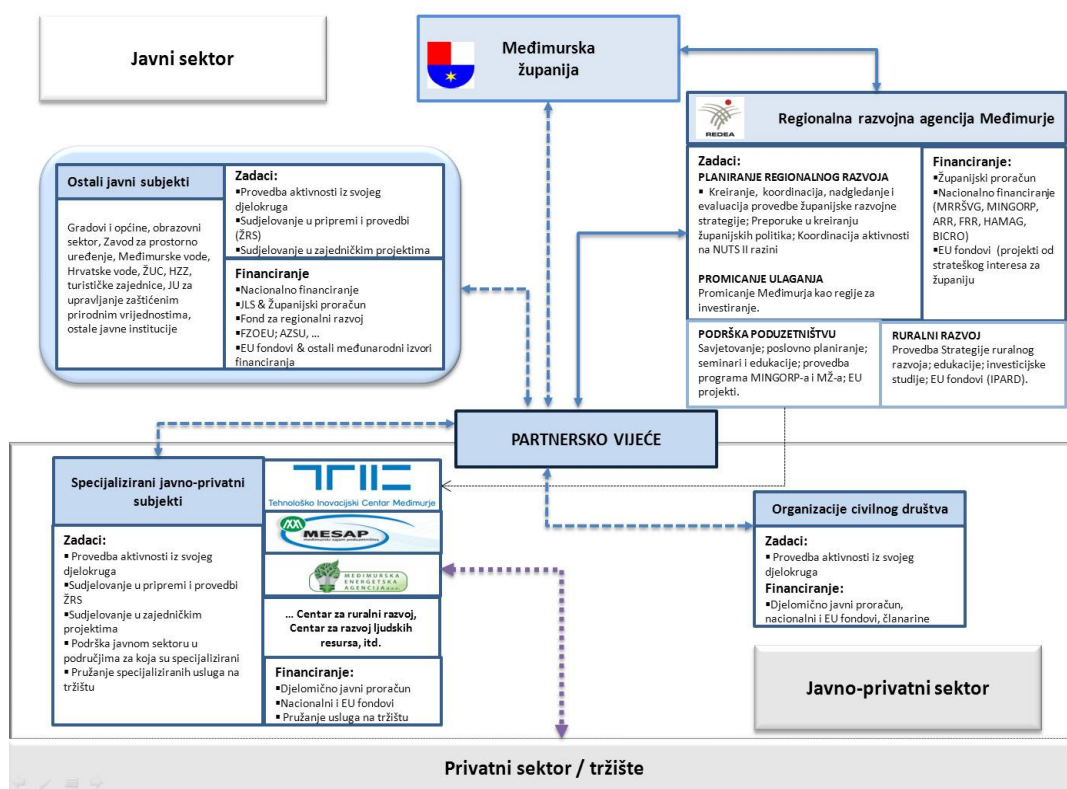 Javni sektor
Međimurska
županija
REDEA
Regionalna razvojna agencija Međimurje
Zadaci:
PLANIRANJE REGIONALNOG RAZVOJA
▪ Kreiranje, koordinacija, nadgledanje i
evaluacija provedbe županijske razvojne
strategije; Preporuke u kreiranju
županijskih politika; Koordinacija aktivnosti
na NUTS II razini
PROMICANJE ULAGANJA
Promicanje Međimurja kao regije za
investiranje.
Financiranje:
▪Županijski proračun
▪Nacionalno financiranje
(MRRŠVG, MINGORP,
ARR, FRR, HAMAG,
BICRO)
▪EU fondovi (projekti od
strateškog interesa za
županiju
PODRŠKA PODUZETNIŠTVU
Savjetovanje; poslovno planiranje;
seminari i edukacije; provedba
programa MINGORP-a i MŽ-a; EU
projekti.
RURALNI RAZVOJ
Provedba Strategije ruralnog
razvoja; edukacije; investicijske
studije; EU fondovi (IPARD).
Ostali javni subjekti
Gradovi i općine, obrazovni
sektor, Zavod za prostorno
uređenje, Međimurske vode,
Hrvatske vode, ŽUC, HZZ,
turističke zajednice, JU za
upravljanje zaštićenim
prirodnim vrijednostima,
ostale javne institucije
Zadaci:
▪Provedba aktivnosti iz svojeg
djelokruga
▪Sudjelovanje u pripremi i provedbi
(ŽRS)
▪Sudjelovanje u zajedničkim projektima
Financiranje
▪Nacionalno financiranje
▪JLS & Županijski proračun
▪Fond za regionalni razvoj
▪FZOEU; AZSU, ...
▪EU fondovi & ostali međunarodni izvori
financiranja
PARTNERSKO VIJEĆE
Specijalizirani javno-privatni
subjekti
Zadaci:
▪ Provedba aktivnosti iz svojeg
djelokruga
▪Sudjelovanje u pripremi i provedbi
ŽRS
▪Sudjelovanje u zajedničkim
projektima
▪ Podrška javnom sektoru u
područjima za koja su specijalizirani
▪ Pružanje specijaliziranih usluga na
tržištu
Tehnološko Inovacijski Centar Međimurje
MESAP
međimurski sajam poduzetništva
MEĐIMURSKA
ENERGETSKA
AGENCIJA d.o.o.
... Centar za ruralni razvoj,
Centar za razvoj ljudskih
resursa, itd.
Financiranje:
▪Djelomično javni proračun
▪Nacionalni i EU fondovi
▪ Pružanje usluga na tržištu
Organizacije civilnog društva
Zadaci:
▪Provedba aktivnosti iz svojeg
djelokruga
Financiranje:
▪Djelomično javni proračun,
nacionalni i EU fondovi, članarine
Javno-privatni sektor
Privatni sektor / tržište